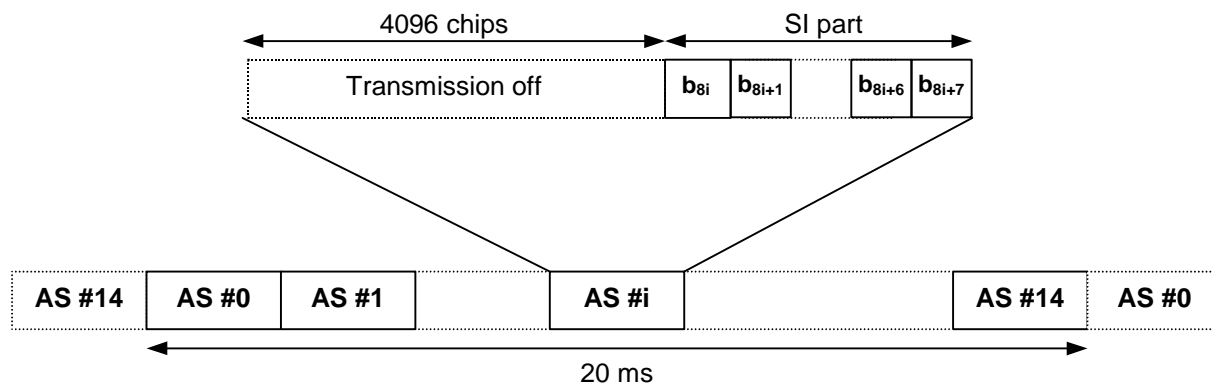 4096 chips SI part
Transmission off b8i b8i+1 b8i+6 b8i+7
AS #14 AS #0 AS #1 AS #i AS #14 AS #0
20 ms